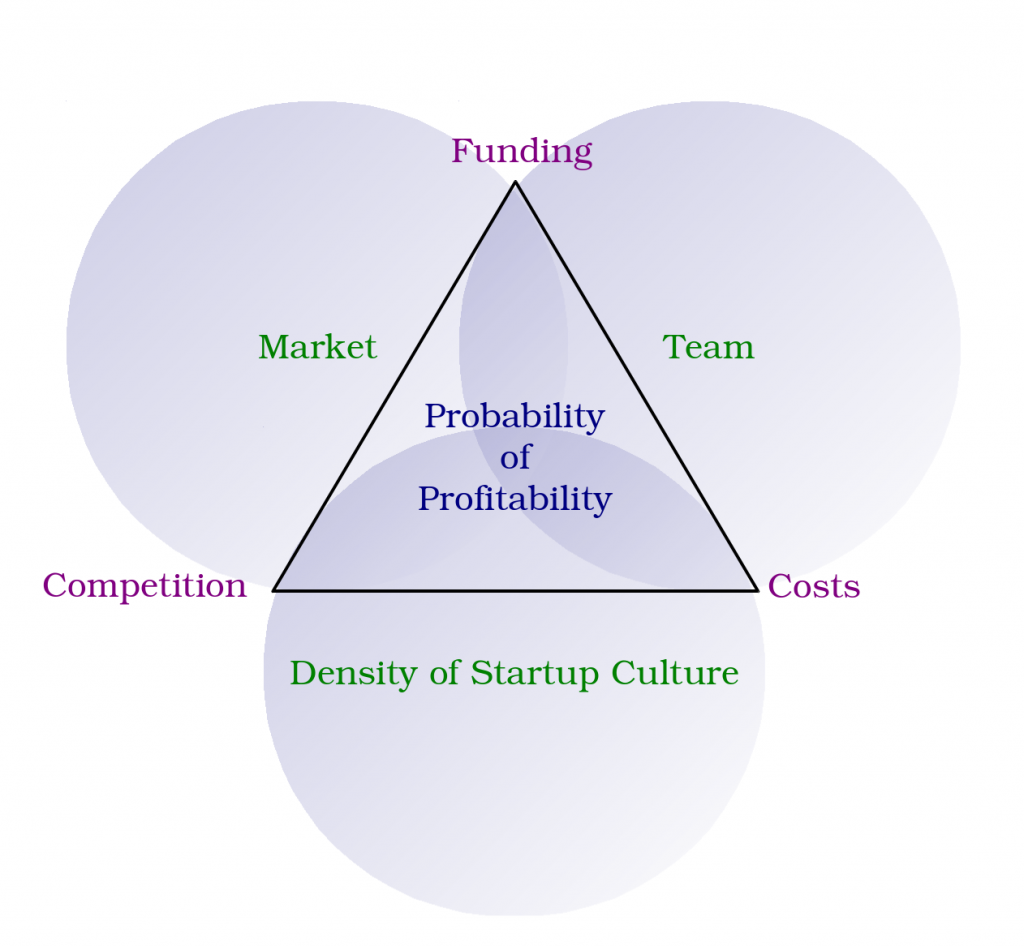 Funding
Market
Team
Probability
of
Profitability
Competition
Costs
Density of Startup Culture